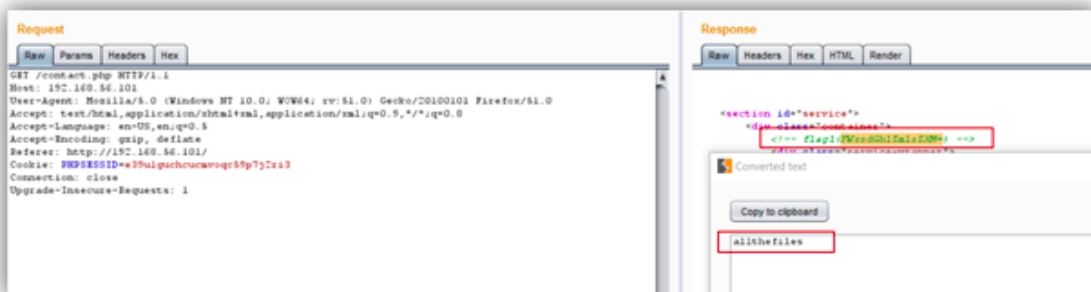 Request
Raw Params Headers Hex
GET /contact.php HTTP/1.1
Host: 192.168.56.101
User-Agent: Mozilla/5.0 (Windows NT 10.0; WOW64; rv:51.0) Gecko/20100101 Firefox/51.0
Accept: text/html,application/xhtml+xml,application/xml;q=0.9,*/*;q=0.8
Accept-Language: en-US,en;q=0.5
Accept-Encoding: gzip, deflate
Referer: http://192.168.56.101/
Cookie:
Connection: close
Upgrade-Insecure-Requests: 1
Response
Raw Headers Hex HTML Render
<section id="service">
<div class="container">
<!-- flag1{YWxsdGhlZmlsZXM=} -->
Converted text
Copy to clipboard
allthefiles